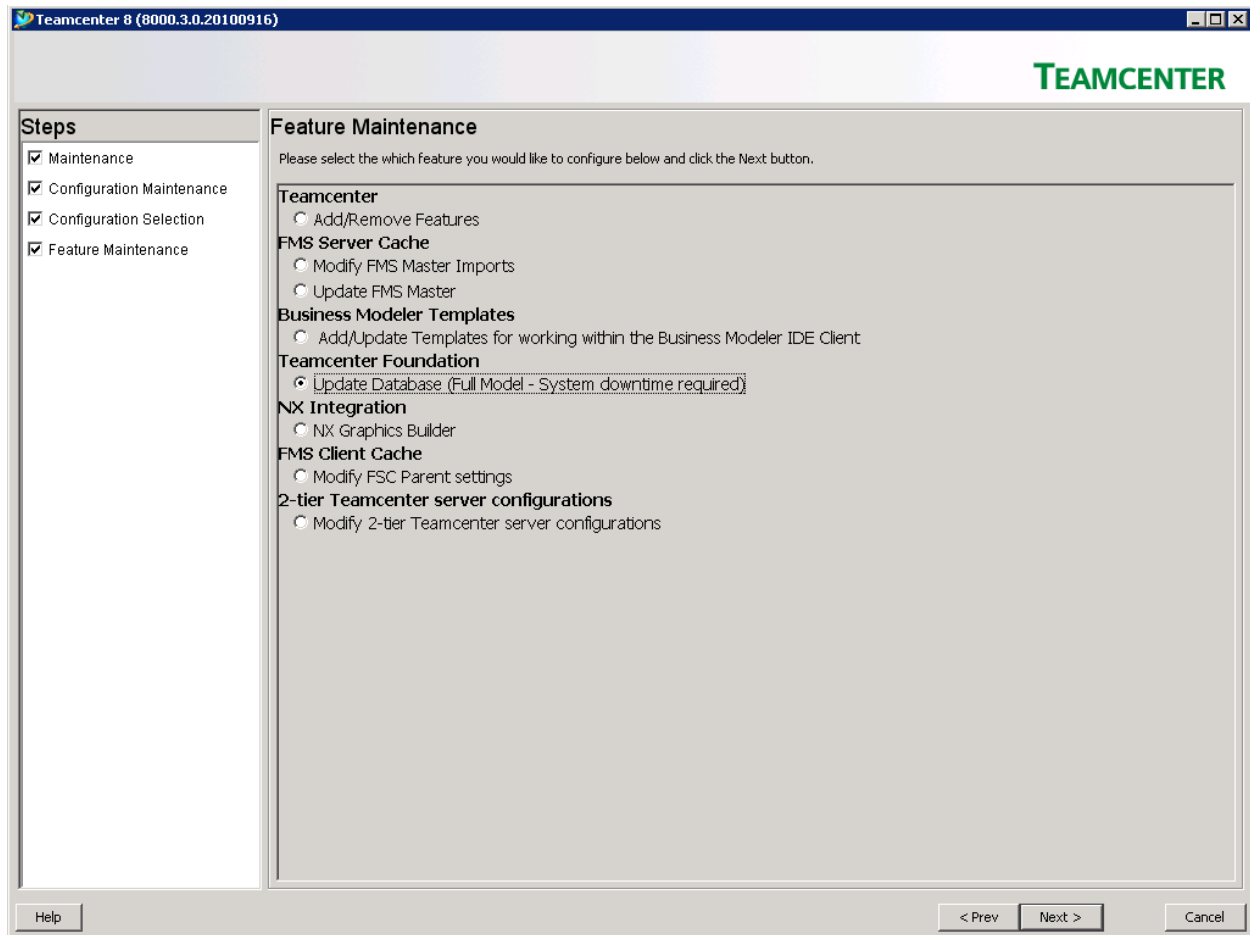 Teamcenter 8 (8000.3.0.20100916)
TEAMCENTER
Steps
Maintenance
Configuration Maintenance
Configuration Selection
Feature Maintenance
Feature Maintenance
Please select the which feature you would like to configure below and click the Next button.
Teamcenter
Add/Remove Features
FMS Server Cache
Modify FMS Master Imports
Update FMS Master
Business Modeler Templates
Add/Update Templates for working within the Business Modeler IDE Client
Teamcenter Foundation
Update Database (Full Model - System downtime required)
NX Integration
NX Graphics Builder
FMS Client Cache
Modify FSC Parent settings
2-tier Teamcenter server configurations
Modify 2-tier Teamcenter server configurations
Help
< Prev
Next >
Cancel